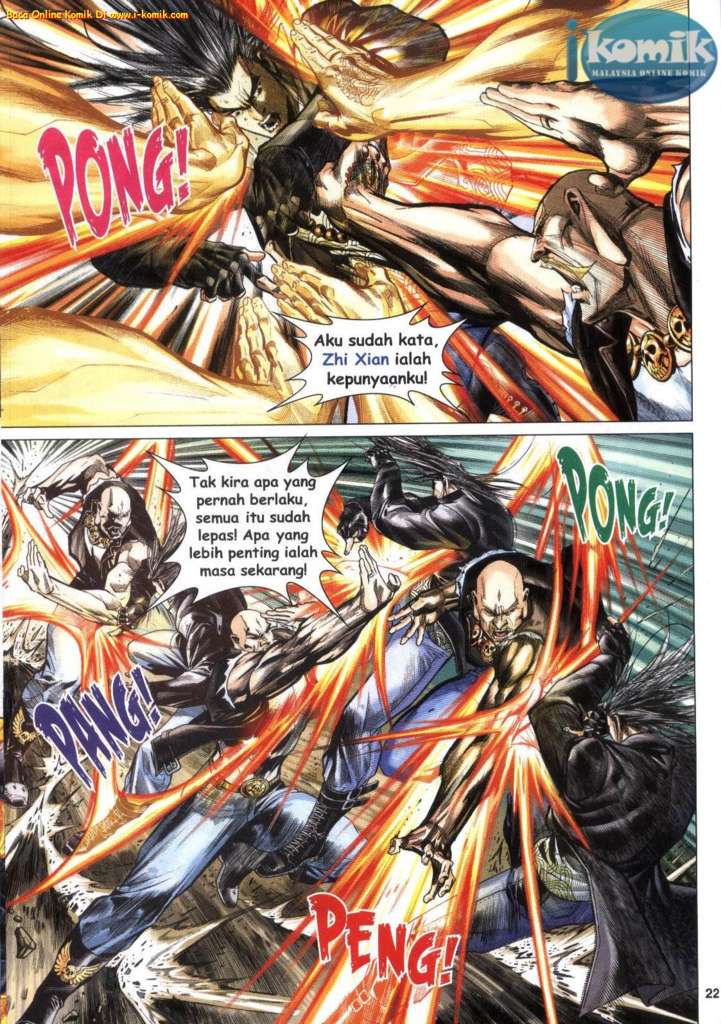 Baca Online Komik Di www.i-komik.com
i komik
MALAYSIA ONLINE KOMIK
PONG!
Aku sudah kata,
Zhi Xian ialah
kepunyaanku!
Tak kira apa yang
pernah berlaku,
semua itu sudah
lepas! Apa yang
lebih penting ialah
masa sekarang!
PONG!
PANG!
PENG!
22